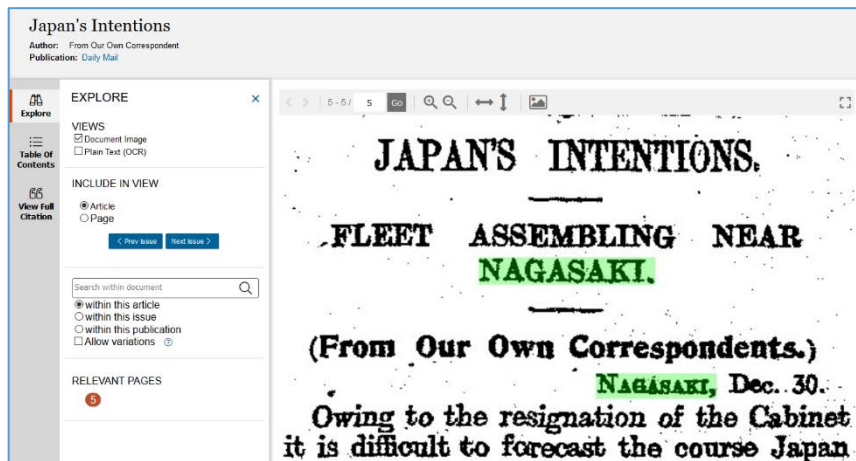 Japan's Intentions
Author: From Our Own Correspondent
Publication: Daily Mail
Explore
Table Of
Contents
View Full
Citation
EXPLORE
VIEWS
Document Image
Plain Text (OCR)
INCLUDE IN VIEW
Article
Page
< Prev Issue
Next Issue >
Search within document
within this article
within this issue
within this publication
Allow variations ?
RELEVANT PAGES
5
5 - 5 / 5 Go
JAPAN'S INTENTIONS.
FLEET ASSEMBLING NEAR
NAGASAKI.
(From Our Own Correspondents.)
NAGASAKI, Dec. 30.
Owing to the resignation of the Cabinet
it is difficult to forecast the course Japan